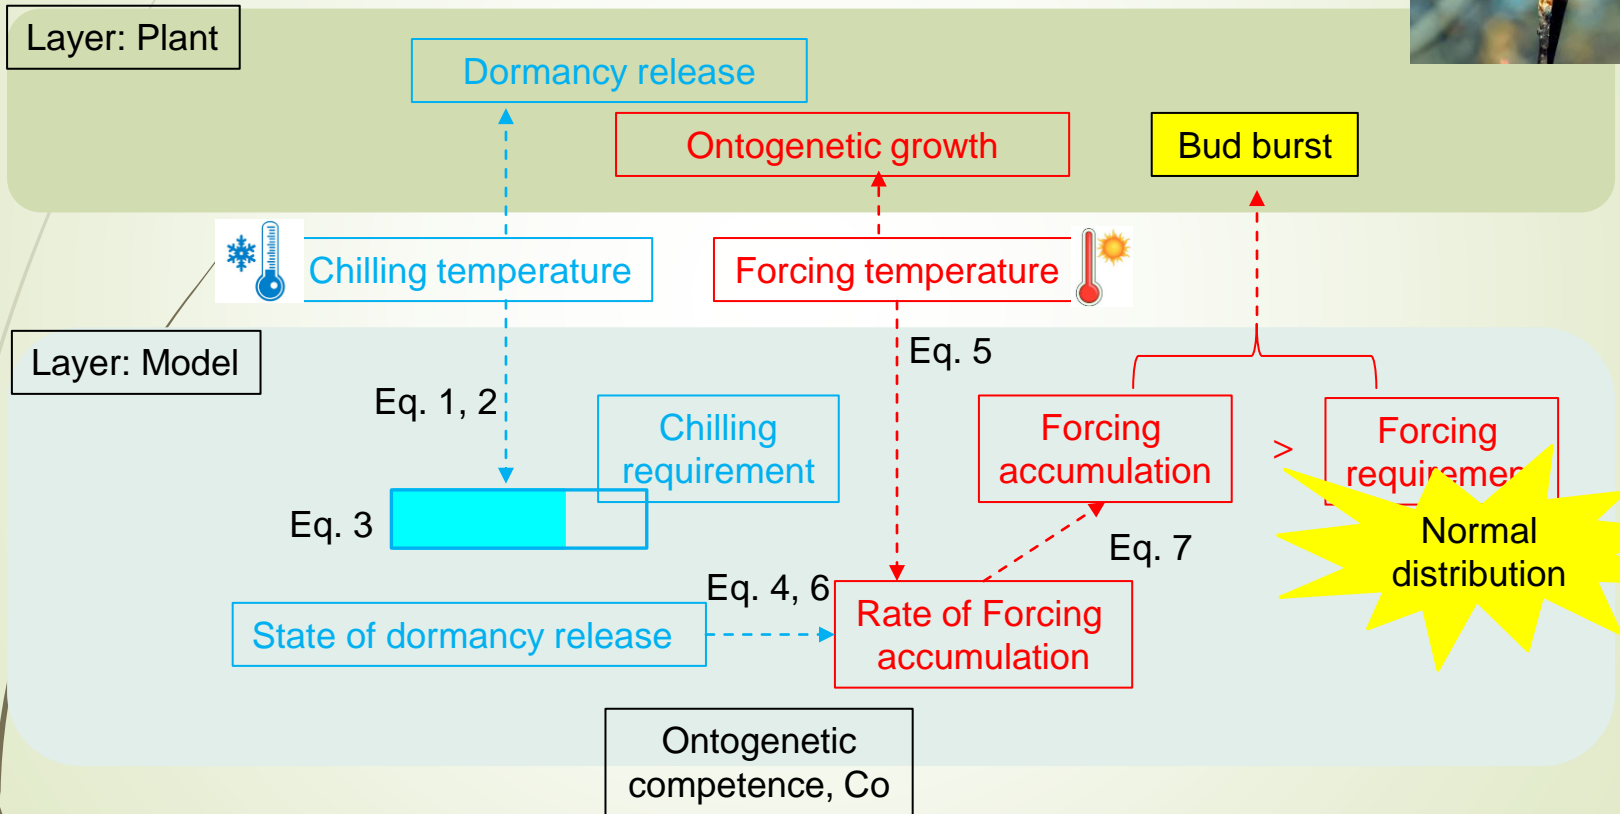 Layer: Plant
Dormancy release
Ontogenetic growth
Bud burst
Chilling temperature
Forcing temperature
Layer: Model
Eq. 5
Eq. 1, 2
Chilling
requirement
Forcing
accumulation
>
Forcing
requiremen
Eq. 3
Normal
distribution
Eq. 7
Eq. 4, 6
State of dormancy release
Rate of Forcing
accumulation
Ontogenetic
competence, Co